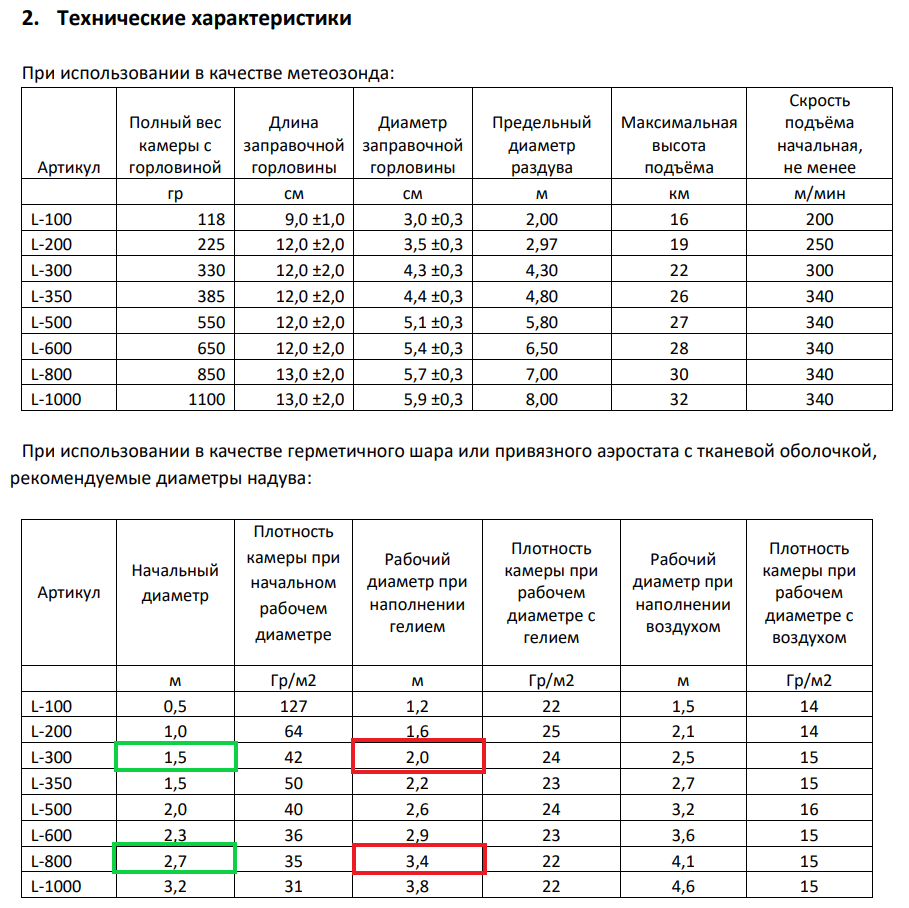 2. Технические характеристики
При использовании в качестве метеозонда:
Артикул Полный вес камеры с горловиной Длина заправочной горловины Диаметр заправочной горловины Предельный диаметр раздува Максимальная высота подъёма Скрость подъёма начальная, не менее
гр см см м км м/мин
L-100 118 9,0 ±1,0 3,0 ±0,3 2,00 16 200
L-200 225 12,0 ±2,0 3,5 ±0,3 2,97 19 250
L-300 330 12,0 ±2,0 4,3 ±0,3 4,30 22 300
L-350 385 12,0 ±2,0 4,4 ±0,3 4,80 26 340
L-500 550 12,0 ±2,0 5,1 ±0,3 5,80 27 340
L-600 650 12,0 ±2,0 5,4 ±0,3 6,50 28 340
L-800 850 13,0 ±2,0 5,7 ±0,3 7,00 30 340
L-1000 1100 13,0 ±2,0 5,9 ±0,3 8,00 32 340
При использовании в качестве герметичного шара или привязного аэростата с тканевой оболочкой,
рекомендуемые диаметры надува:
Артикул Начальный диаметр Плотность камеры при начальном рабочем диаметре Рабочий диаметр при наполнении гелием Плотность камеры при рабочем диаметре с гелием Рабочий диаметр при наполнении воздухом Плотность камеры при рабочем диаметре с воздухом
м Гр/м2 м Гр/м2 м Гр/м2
L-100 0,5 127 1,2 22 1,5 14
L-200 1,0 64 1,6 25 2,1 14
L-300 1,5 42 2,0 24 2,5 15
L-350 1,5 50 2,2 23 2,7 15
L-500 2,0 40 2,6 24 3,2 16
L-600 2,3 36 2,9 23 3,6 15
L-800 2,7 35 3,4 22 4,1 15
L-1000 3,2 31 3,8 22 4,6 15